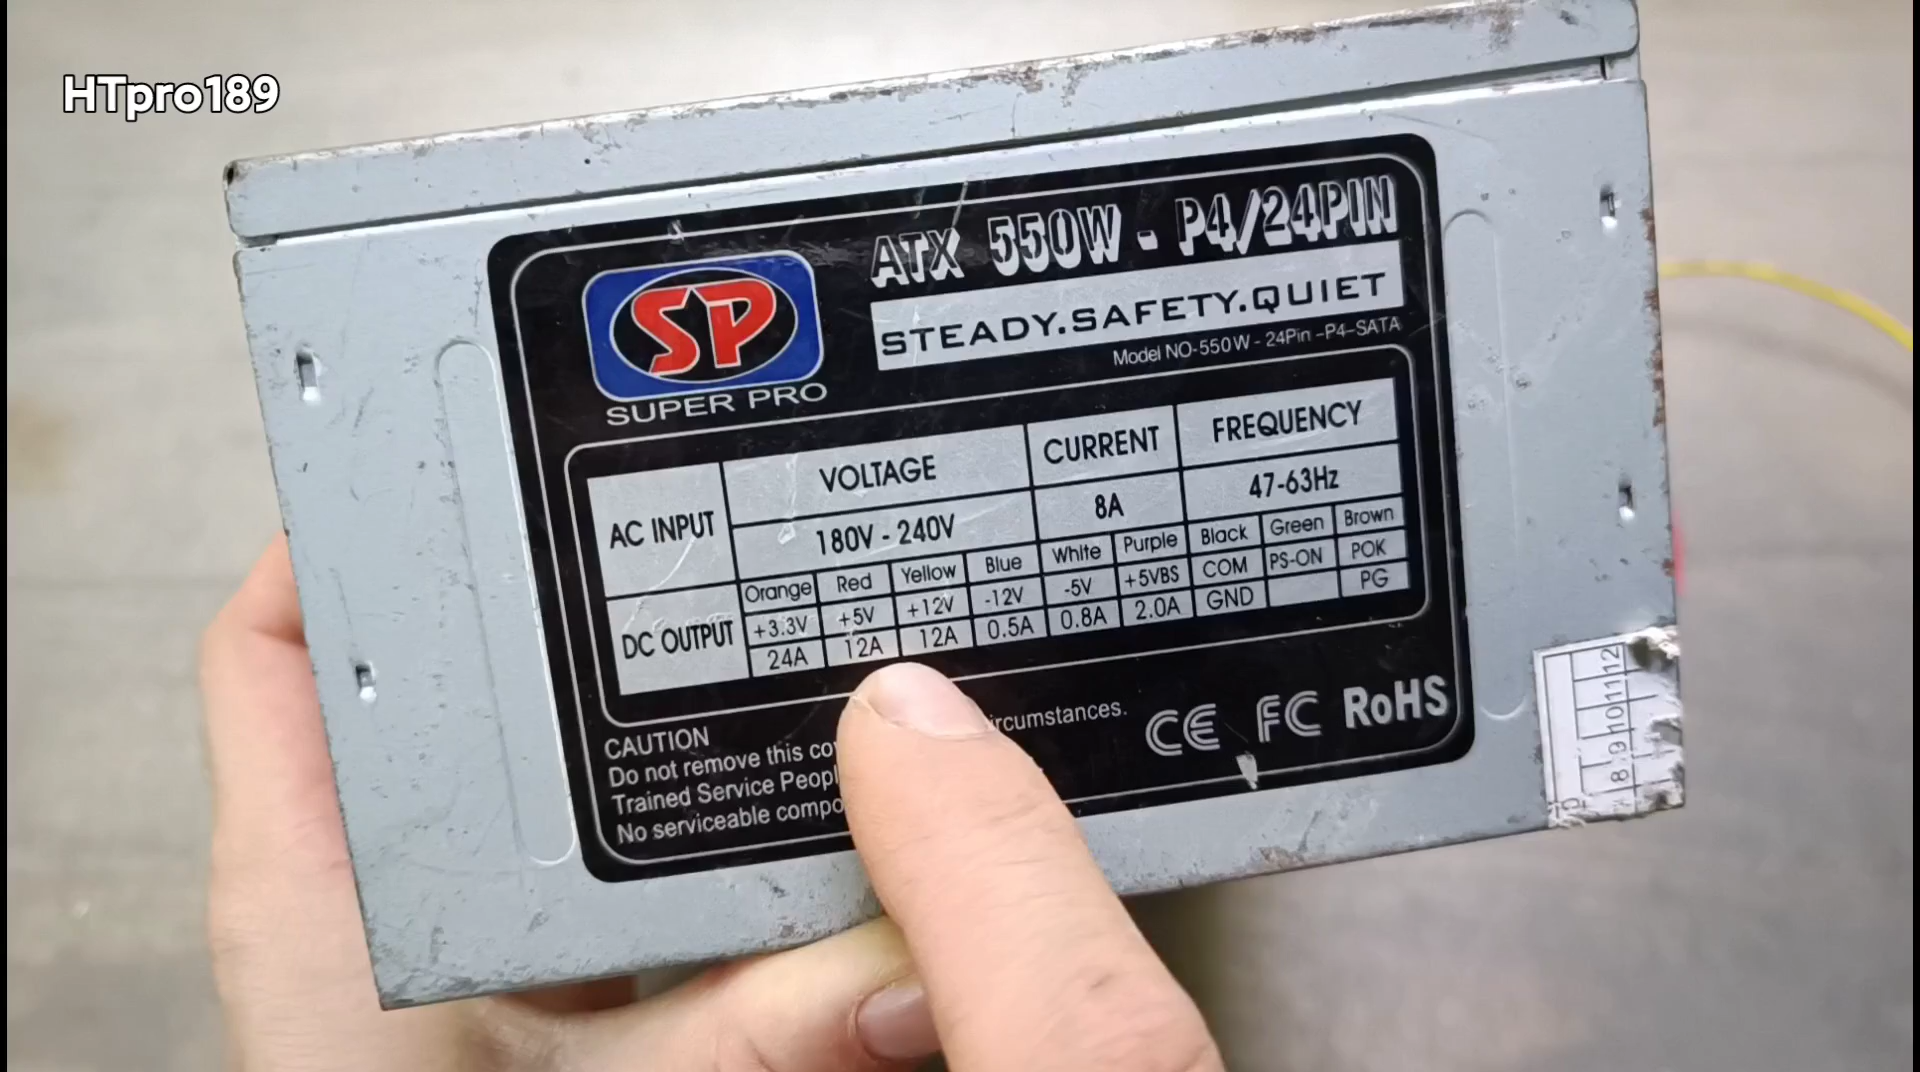 HTpro189
ATX 550W - P4/24PIN
STEADY.SAFETY.QUIET
Model NO-550W - 24Pin -P4-SATA
SP
SUPER PRO
AC INPUT
VOLTAGE CURRENT FREQUENCY
180V - 240V 8A 47-63Hz
DC OUTPUT
Orange Red Yellow Blue White Purple Black Green Brown
+3.3V +5V +12V -12V -5V +5VBS COM PS-ON POK
24A 12A 12A 0.5A 0.8A 2.0A GND PG
CAUTION
Do not remove this circumstances.
Trained Service
No serviceable
CE FC RoHS
8 9 10 11 12